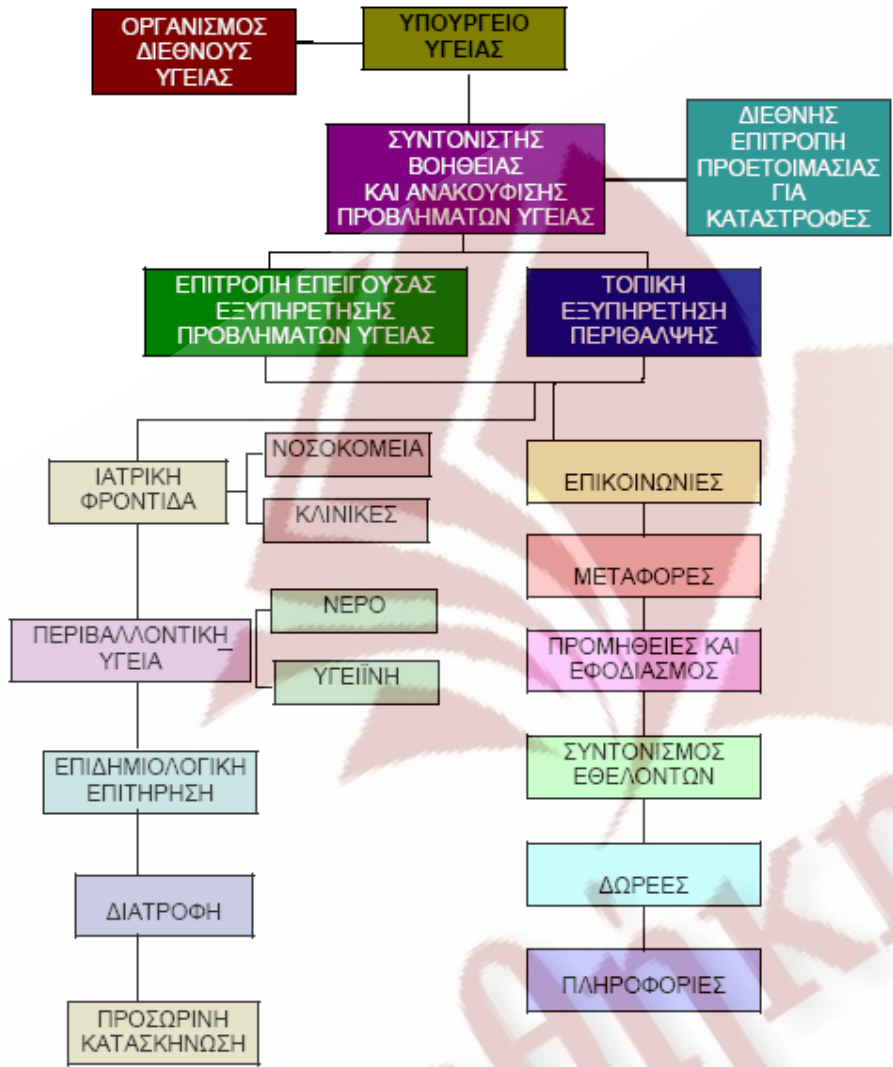 ΟΡΓΑΝΙΣΜΟΣ
ΔΙΕΘΝΟΥΣ
ΥΓΕΙΑΣ
ΥΠΟΥΡΓΕΙΟ
ΥΓΕΙΑΣ
ΣΥΝΤΟΝΙΣΤΗΣ
ΒΟΗΘΕΙΑΣ
ΚΑΙ ΑΝΑΚΟΥΦΙΣΗΣ
ΠΡΟΒΛΗΜΑΤΩΝ ΥΓΕΙΑΣ
ΔΙΕΘΝΗΣ
ΕΠΙΤΡΟΠΗ
ΠΡΟΕΤΟΙΜΑΣΙΑΣ
ΓΙΑ
ΚΑΤΑΣΤΡΟΦΕΣ
ΕΠΙΤΡΟΠΗ ΕΠΕΙΓΟΥΣΑΣ
ΕΞΥΠΗΡΕΤΗΣΗΣ
ΠΡΟΒΛΗΜΑΤΩΝ ΥΓΕΙΑΣ
ΤΟΠΙΚΗ
ΕΞΥΠΗΡΕΤΗΣΗ
ΠΕΡΙΘΑΛΨΗΣ
ΙΑΤΡΙΚΗ
ΦΡΟΝΤΙΔΑ
ΝΟΣΟΚΟΜΕΙΑ
ΚΛΙΝΙΚΕΣ
ΠΕΡΙΒΑΛΛΟΝΤΙΚΗ
ΥΓΕΙΑ
ΝΕΡΟ
ΥΓΕΙΪΝΗ
ΕΠΙΔΗΜΙΟΛΟΓΙΚΗ
ΕΠΙΤΗΡΗΣΗ
ΔΙΑΤΡΟΦΗ
ΠΡΟΣΩΡΙΝΗ
ΚΑΤΑΣΚΗΝΩΣΗ
ΕΠΙΚΟΙΝΩΝΙΕΣ
ΜΕΤΑΦΟΡΕΣ
ΠΡΟΜΗΘΕΙΕΣ ΚΑΙ
ΕΦΟΔΙΑΣΜΟΣ
ΣΥΝΤΟΝΙΣΜΟΣ
ΕΘΕΛΟΝΤΩΝ
ΔΩΡΕΕΣ
ΠΛΗΡΟΦΟΡΙΕΣ